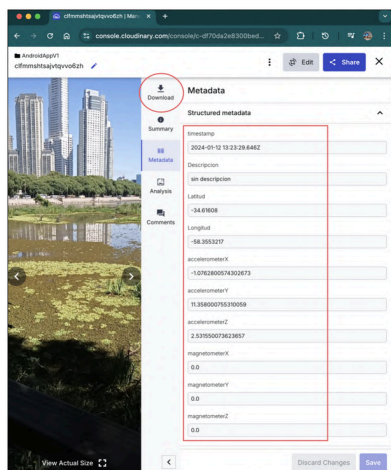 clfmmshtsajvtqvvo6zh | Med
console.cloudinary.com/console/c-df70da2e8300bed...
AndroidAppV1
clfmmshtsajvtqvvo6zh
Edit
Share
Download
Summary
Metadata
Analysis
Comments
Metadata
Structured metadata
timestamp
2024-01-12 13:23:29.646Z
Descripcion
sin descripcion
Latitud
-34.61608
Longitud
-58.3553217
accelerometerX
-1.0762800574302673
accelerometerY
11.358000755310059
accelerometerZ
2.531550073623657
magnetometerX
0.0
magnetometerY
0.0
magnetometerZ
0.0
View Actual Size
Discard Changes
Save